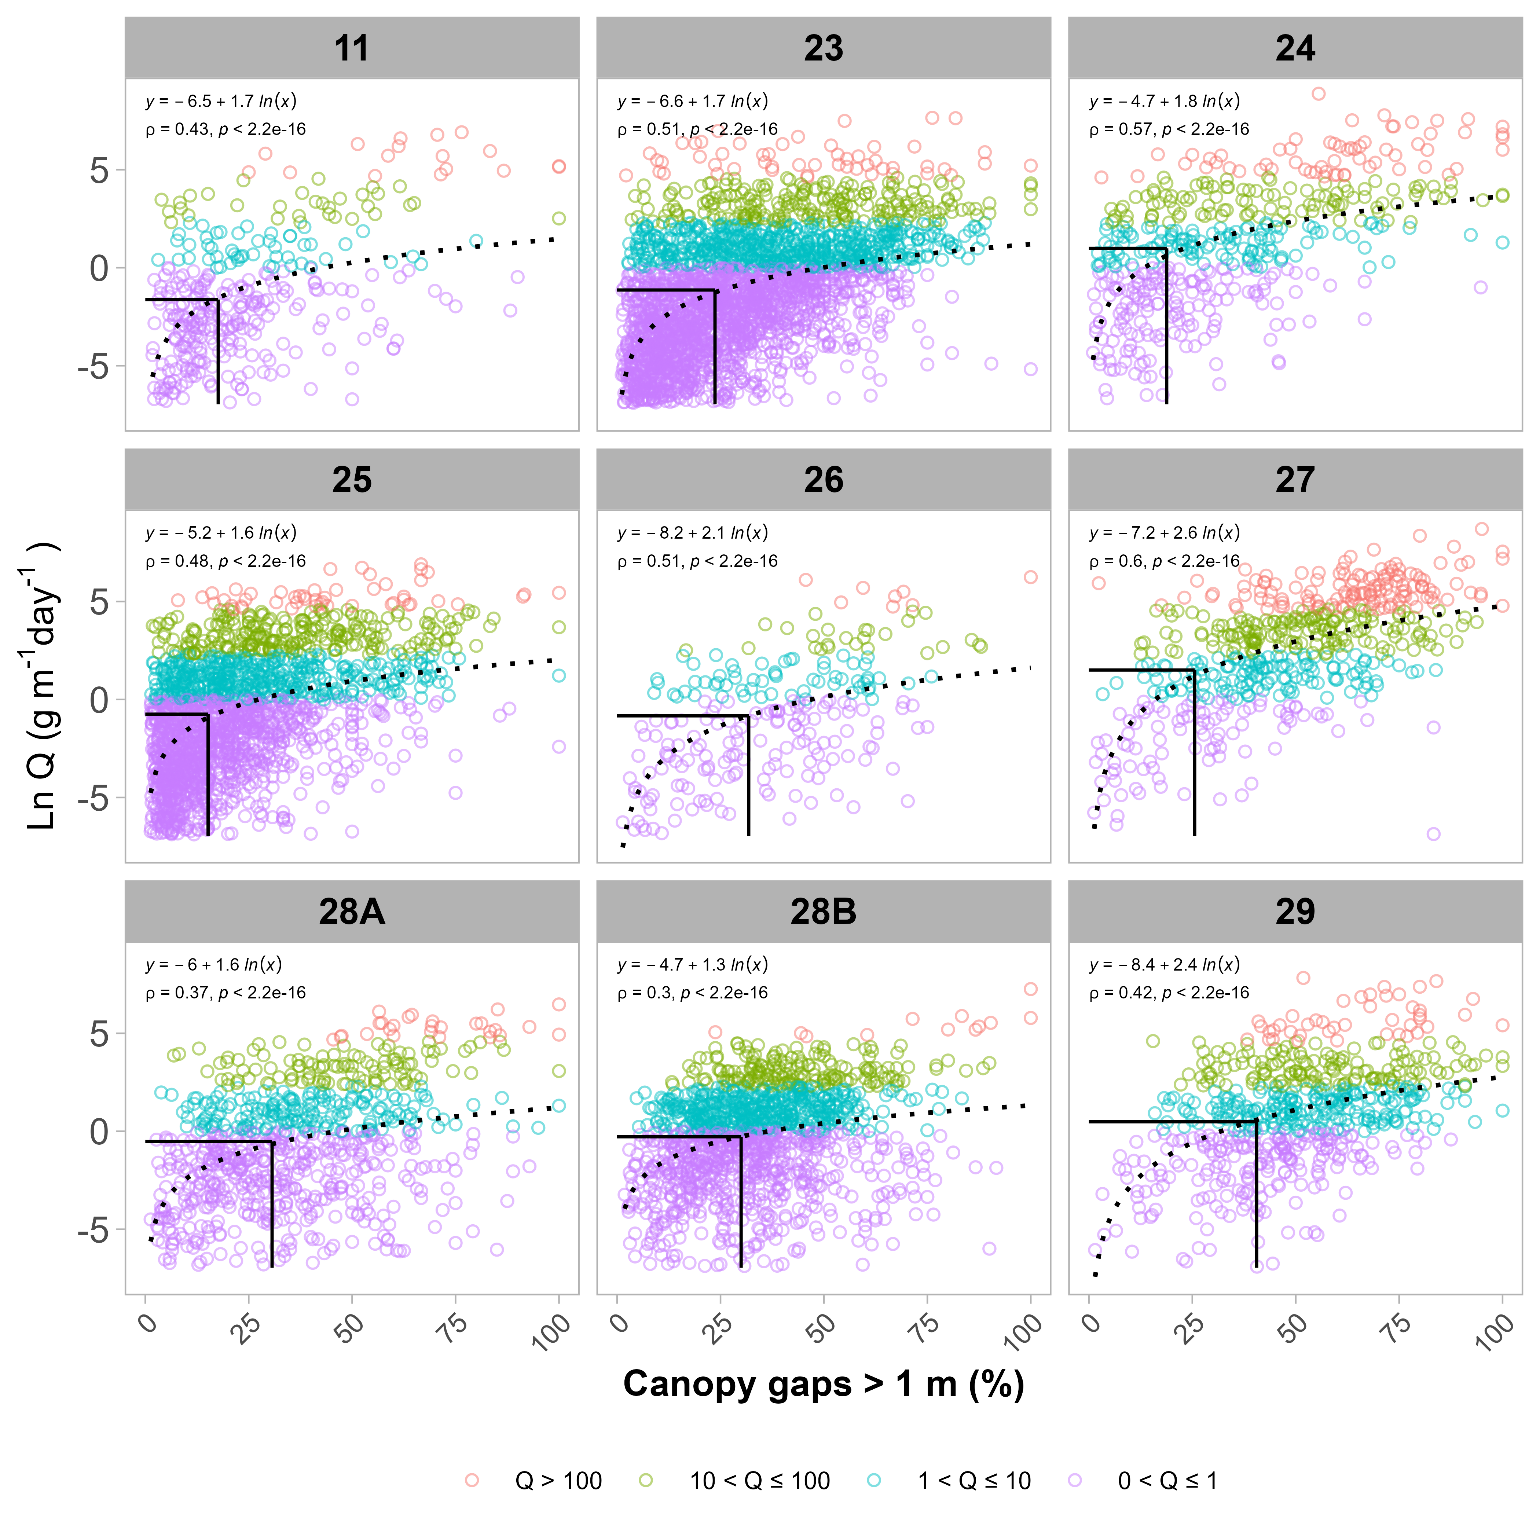 11
23
24
y = − 6.5 + 1.7 ln(x)
ρ = 0.43, p < 2.2e-16
y = − 6.6 + 1.7 ln(x)
ρ = 0.51, p < 2.2e-16
y = − 4.7 + 1.8 ln(x)
ρ = 0.57, p < 2.2e-16
5
0
-5
25
26
27
y = − 5.2 + 1.6 ln(x)
ρ = 0.48, p < 2.2e-16
y = − 8.2 + 2.1 ln(x)
ρ = 0.51, p < 2.2e-16
y = − 7.2 + 2.6 ln(x)
ρ = 0.6, p < 2.2e-16
5
0
-5
Ln Q (g m⁻¹day⁻¹ )
28A
28B
29
y = − 6 + 1.6 ln(x)
ρ = 0.37, p < 2.2e-16
y = − 4.7 + 1.3 ln(x)
ρ = 0.3, p < 2.2e-16
y = − 8.4 + 2.4 ln(x)
ρ = 0.42, p < 2.2e-16
5
0
-5
0 25 50 75 100
0 25 50 75 100
0 25 50 75 100
Canopy gaps > 1 m (%)
Q > 100
10 < Q ≤ 100
1 < Q ≤ 10
0 < Q ≤ 1